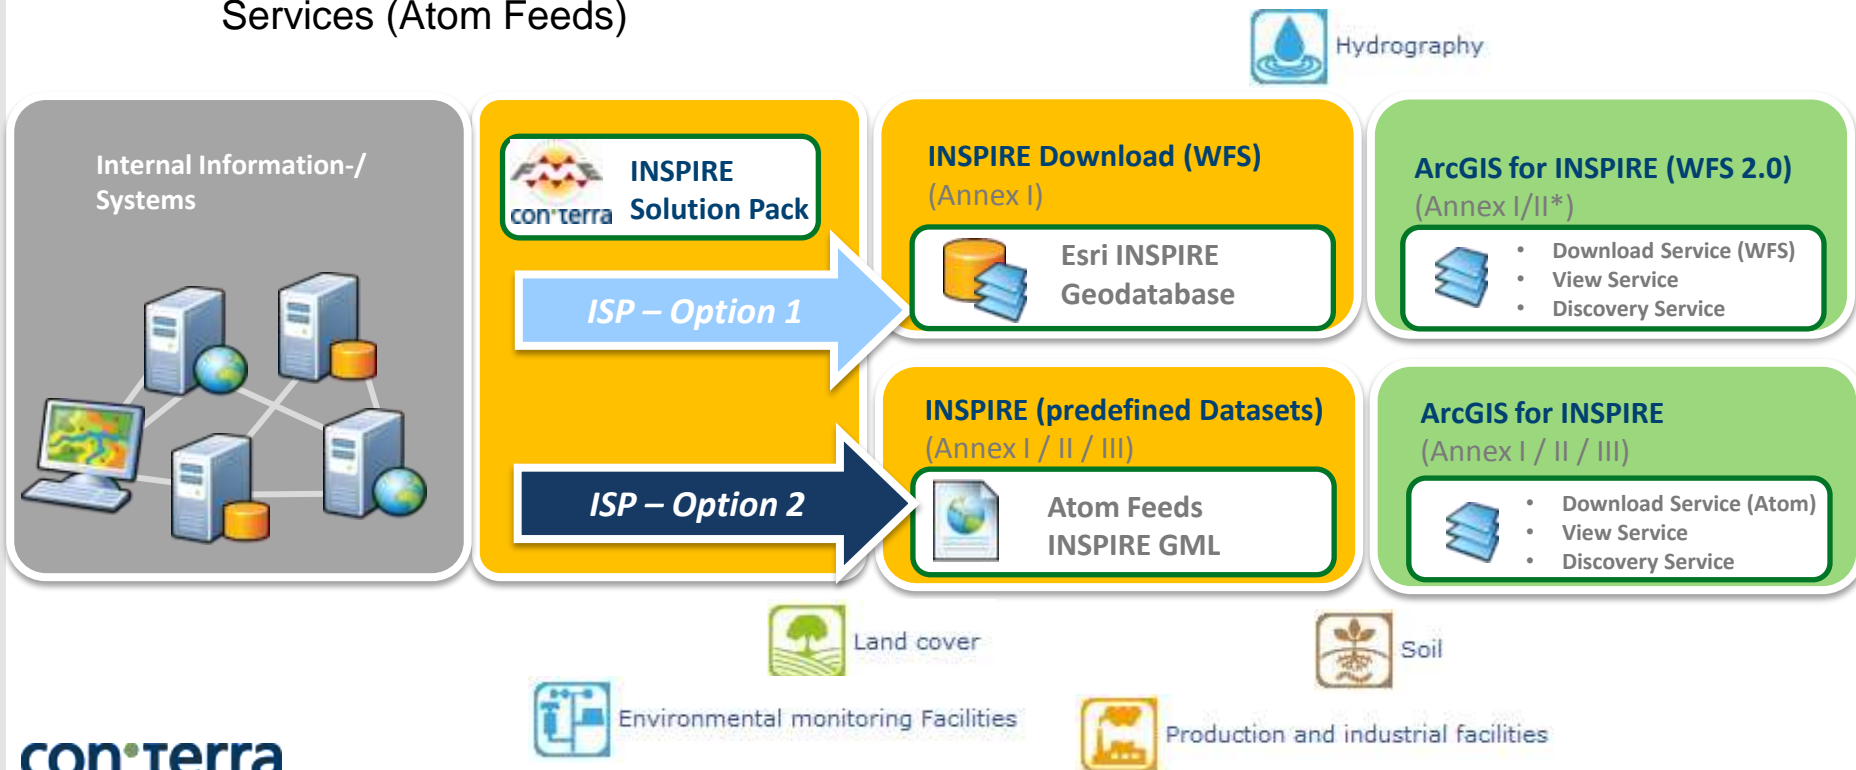 Services (Atom Feeds)
Hydrography
Internal Information-/
Systems
con terra
INSPIRE
Solution Pack
ISP – Option 1
ISP – Option 2
INSPIRE Download (WFS)
(Annex I)
Esri INSPIRE
Geodatabase
ArcGIS for INSPIRE (WFS 2.0)
(Annex I/II*)
• Download Service (WFS)
• View Service
• Discovery Service
INSPIRE (predefined Datasets)
(Annex I / II / III)
Atom Feeds
INSPIRE GML
ArcGIS for INSPIRE
(Annex I / II / III)
• Download Service (Atom)
• View Service
• Discovery Service
Land cover
Soil
Environmental monitoring Facilities
Production and industrial facilities
con•terra